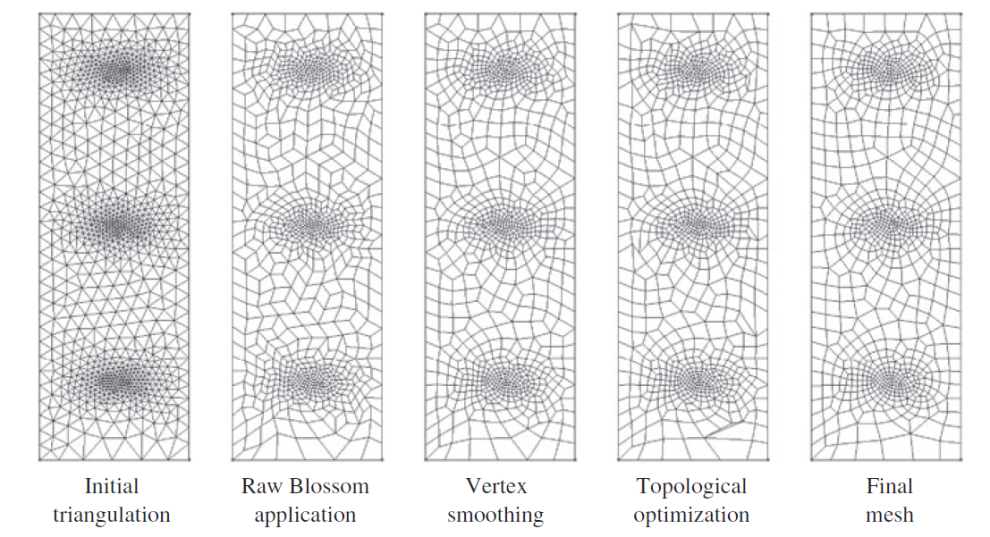 Initial
triangulation
Raw Blossom
application
Vertex
smoothing
Topological
optimization
Final
mesh